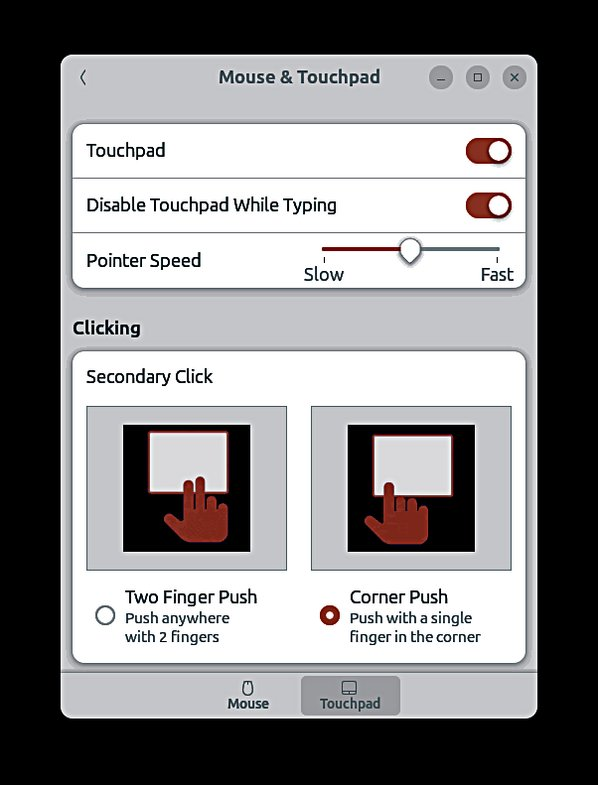 Mouse & Touchpad
Touchpad
Disable Touchpad While Typing
Pointer Speed
Slow Fast
Clicking
Secondary Click
Two Finger Push
Push anywhere
with 2 fingers
Corner Push
Push with a single
finger in the corner
Mouse Touchpad